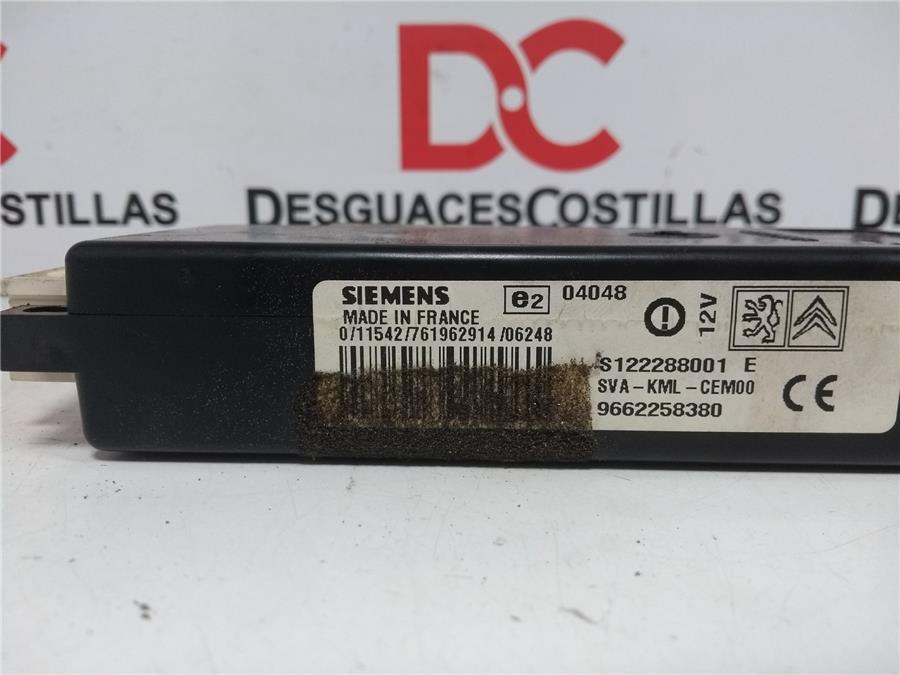 DC
DESGUACESCOSTILLAS
STILLAS
D
SIEMENS e2 04048
MADE IN FRANCE
0/11542/761962914/06248
12V
S122288001 E
SVA-KML-CEM00
9662258380
CE